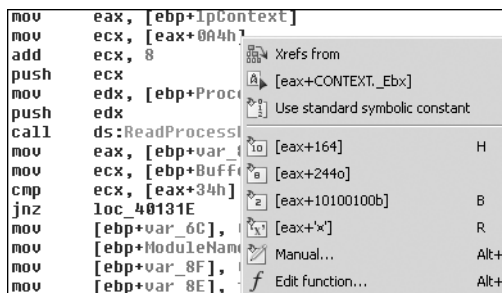 mov eax, [ebp+lpContext]
mov ecx, [eax+0A4h]
add ecx, 8
push ecx
mov edx, [ebp+Proce
push edx
call ds:ReadProcess
mov eax, [ebp+var_8
mov ecx, [ebp+Buffe
cmp ecx, [eax+34h]
jnz loc_40131E
mov [ebp+var_6C],
mov [ebp+ModuleNam
mov [ebp+var_8F],
mov [ebp+var_8E],
Xrefs from
[eax+CONTEXT._Ebx]
Use standard symbolic constant
[eax+164] H
[eax+244o]
[eax+10100100b] B
[eax+'×'] R
Manual... Alt+
Edit function... Alt+